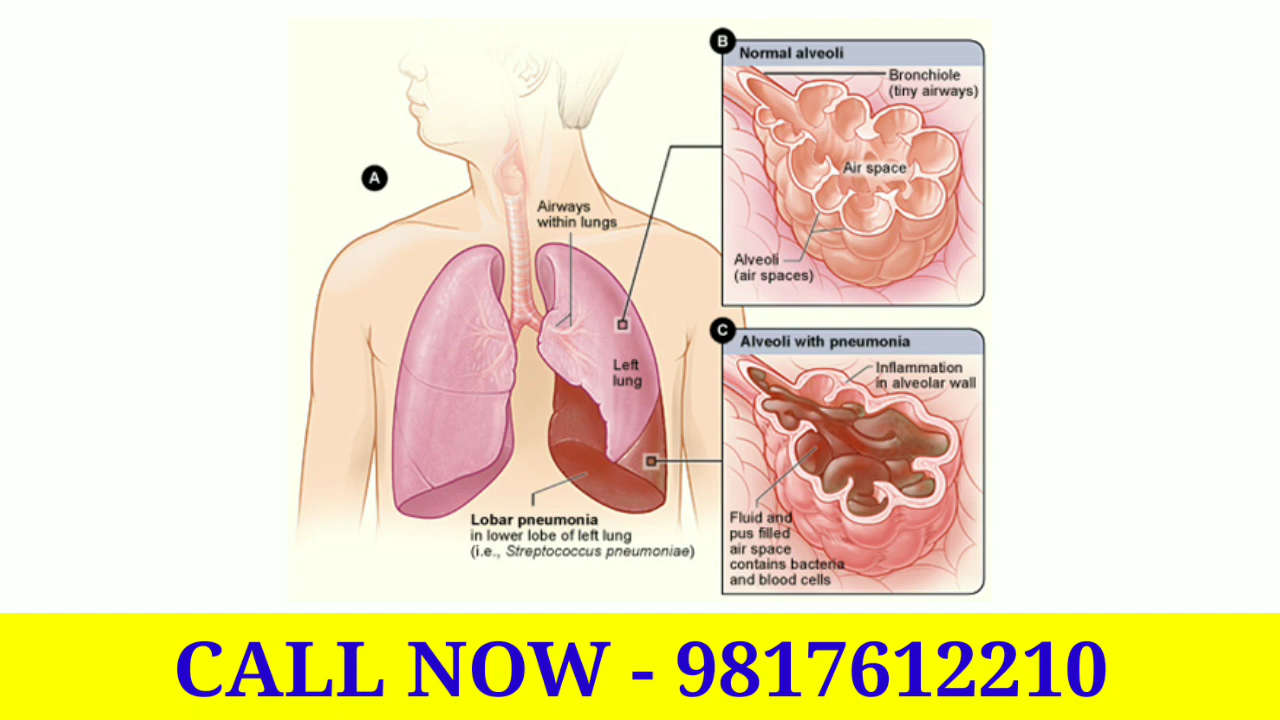 A
Airways
within lungs
Left
lung
Lobar pneumonia
in lower lobe of left lung
(i.e., Streptococcus pneumoniae)
B
Normal alveoli
Bronchiole
(tiny airways)
Air space
Alveoli
(air spaces)
C
Alveoli with pneumonia
Inflammation
in alveolar wall
Fluid and
pus filled
air space
contains bacteria
and blood cells
CALL NOW - 9817612210